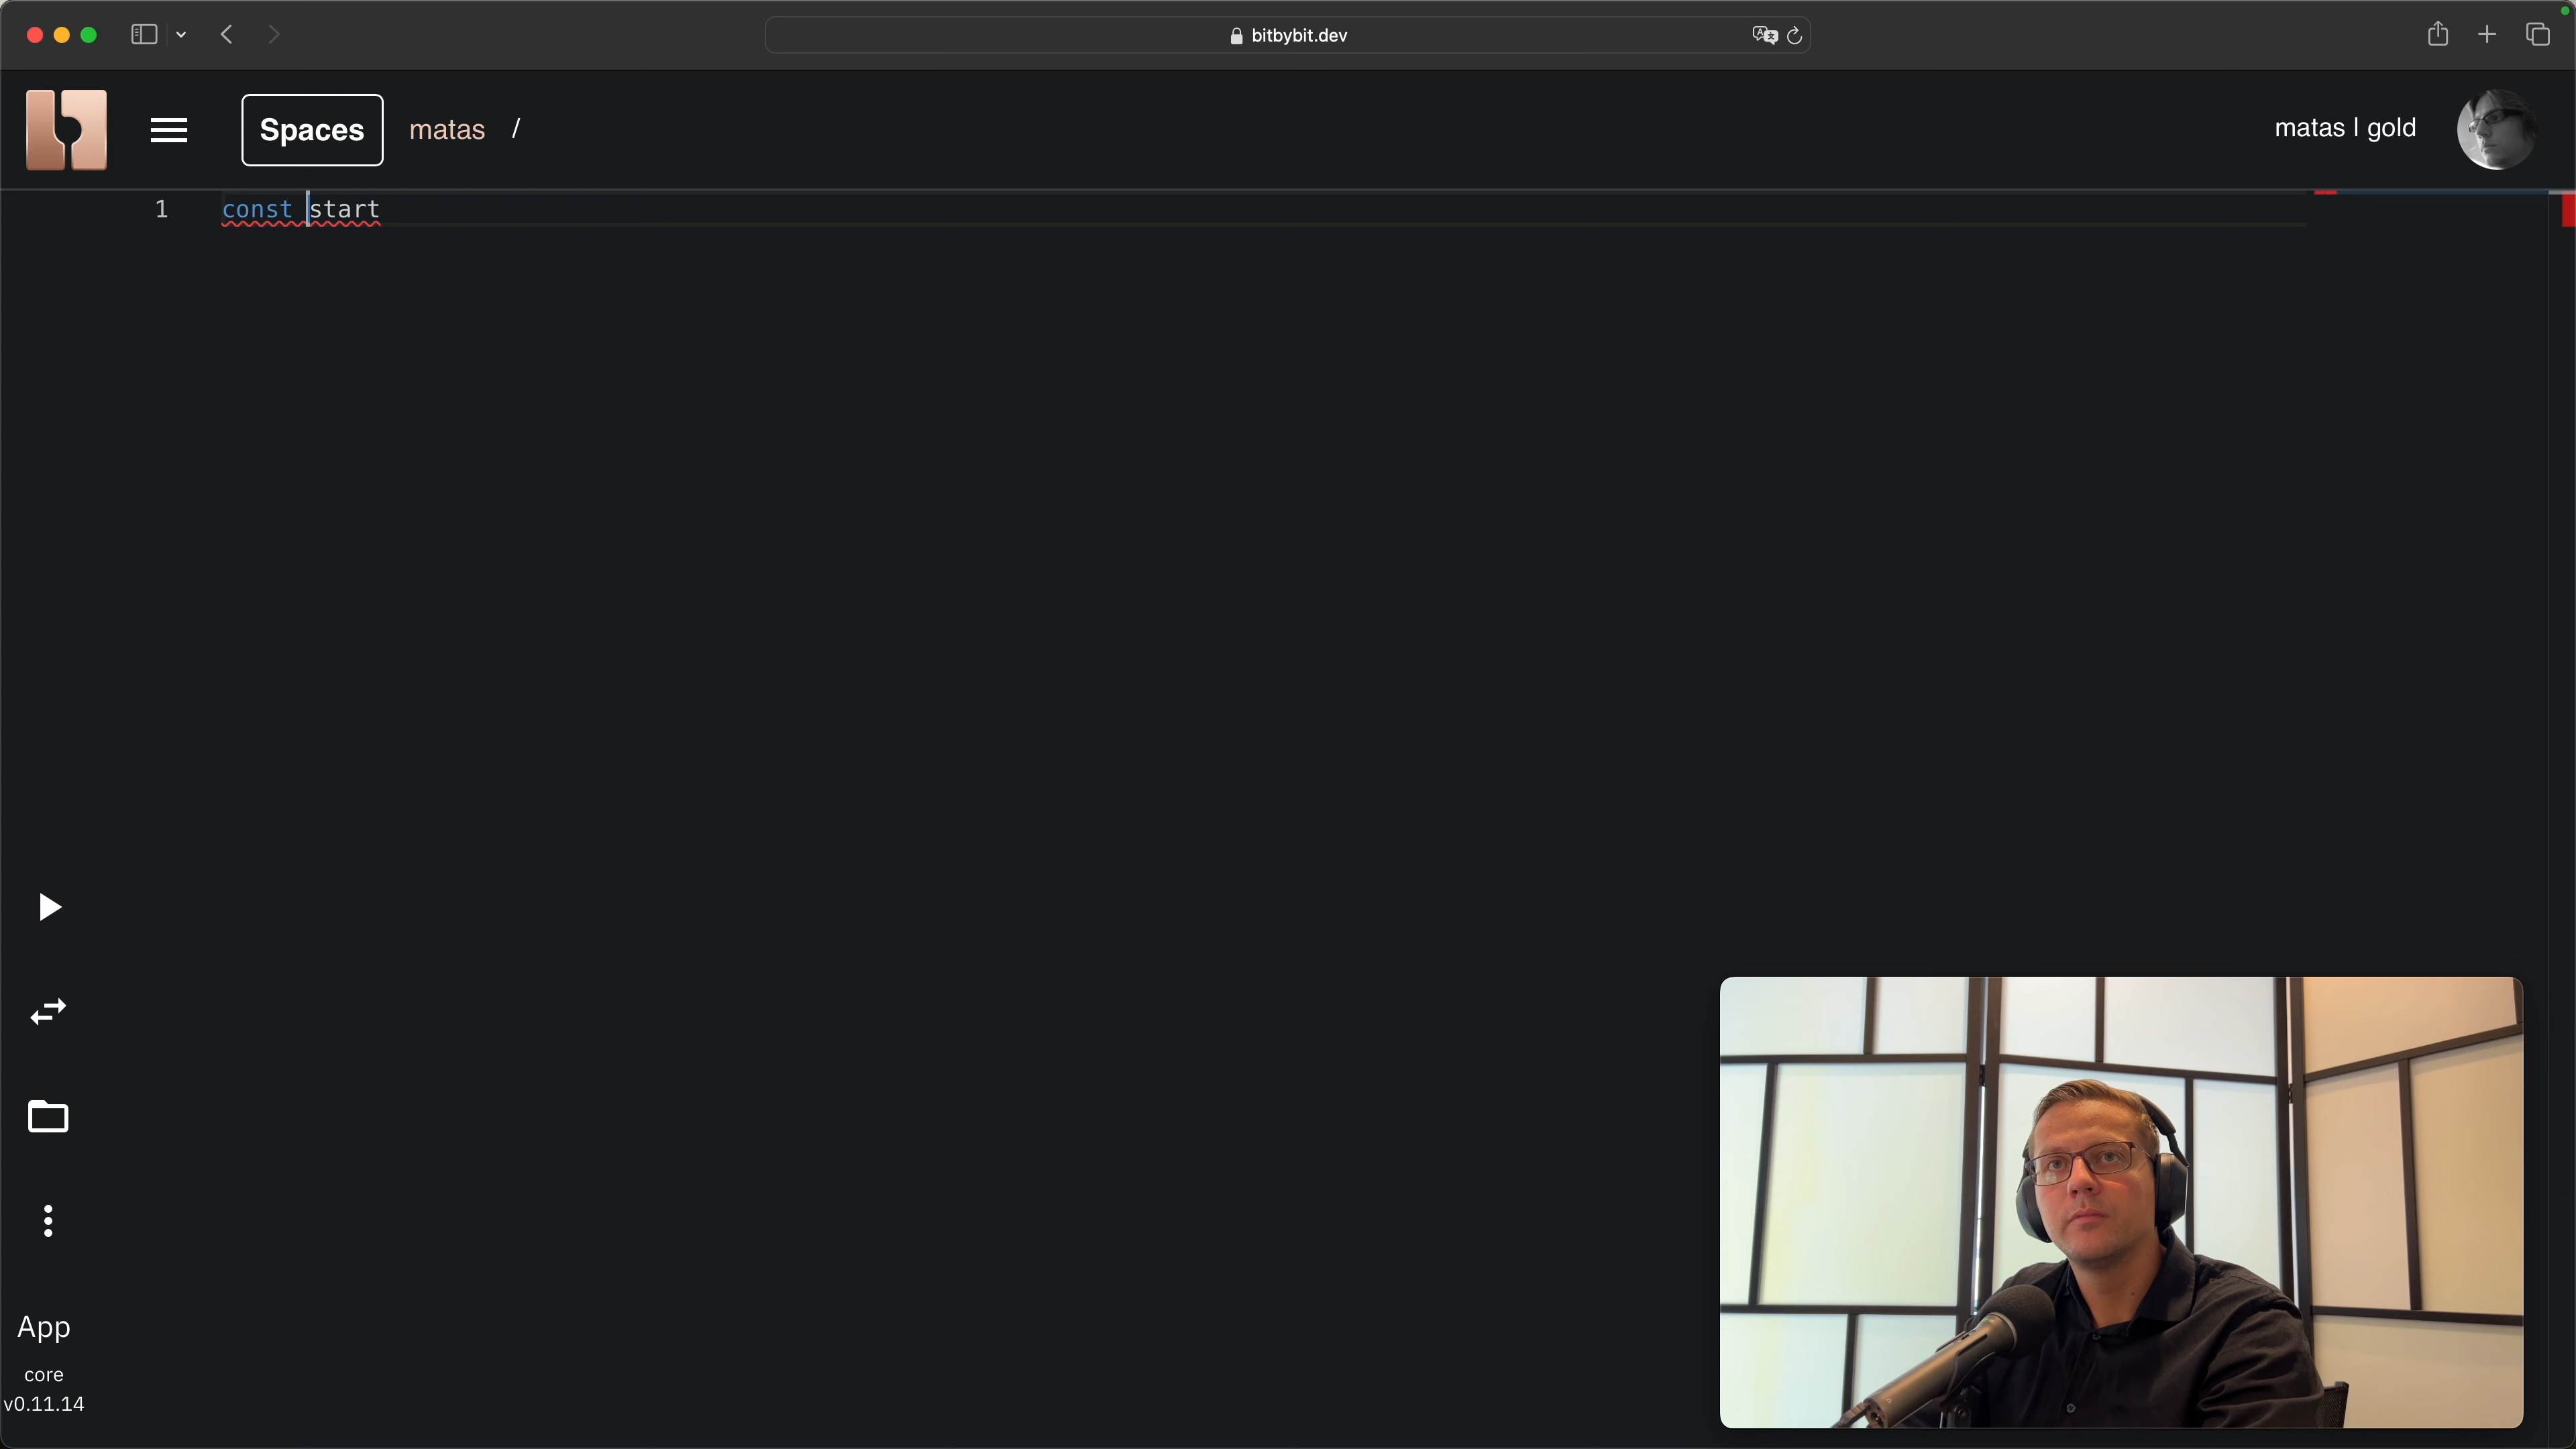 bitbybit.dev
Spaces matas / matas | gold
1 const start
App
core
v0.11.14